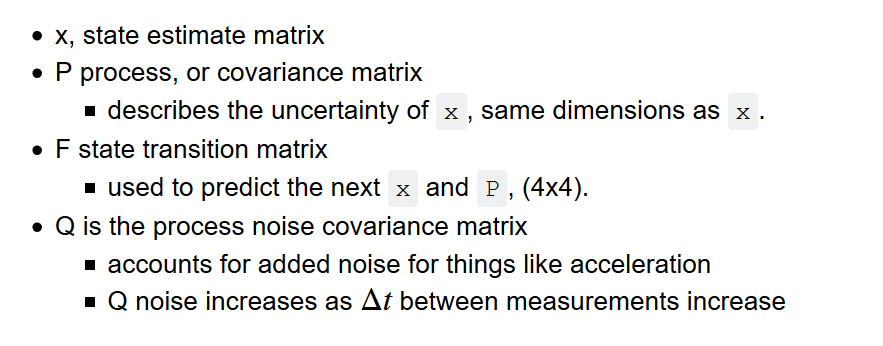 • x, state estimate matrix
• P process, or covariance matrix
▪ describes the uncertainty of x , same dimensions as x .
• F state transition matrix
▪ used to predict the next x and P , (4x4).
• Q is the process noise covariance matrix
▪ accounts for added noise for things like acceleration
▪ Q noise increases as Δt between measurements increase